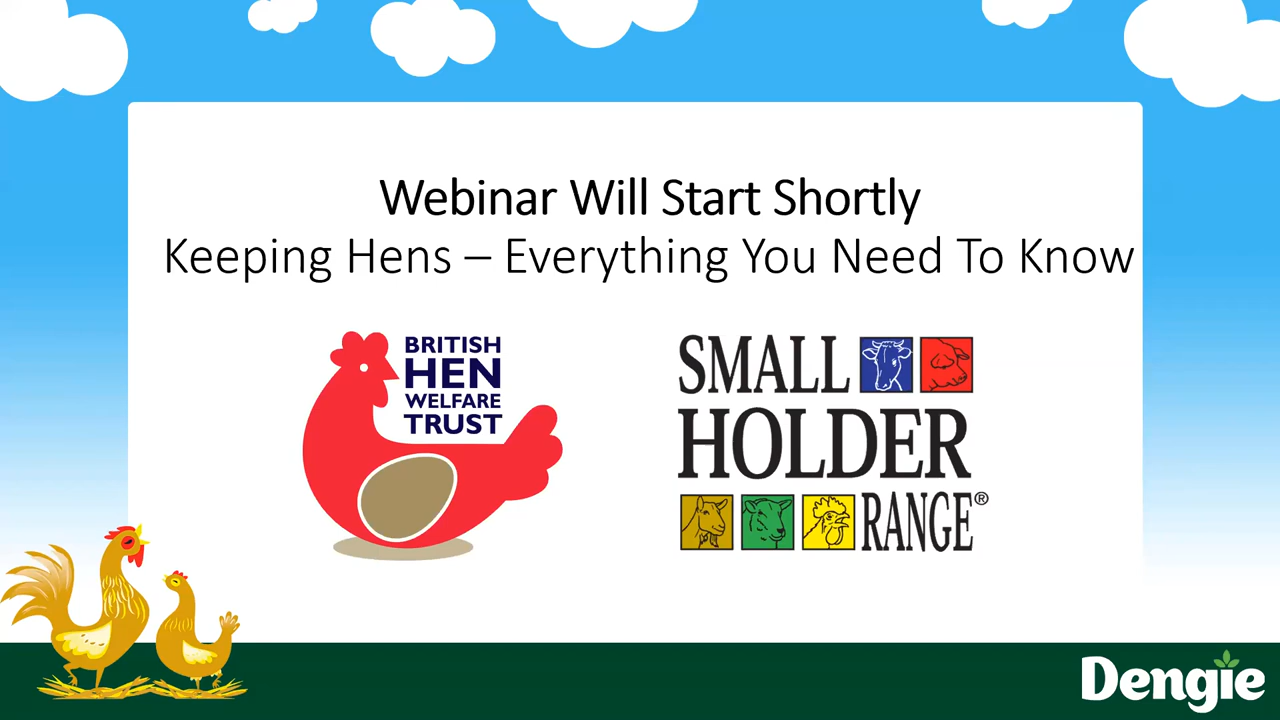 Webinar Will Start Shortly
Keeping Hens – Everything You Need To Know
BRITISH
HEN
WELFARE
TRUST
SMALL
HOLDER
RANGE®
Dengie